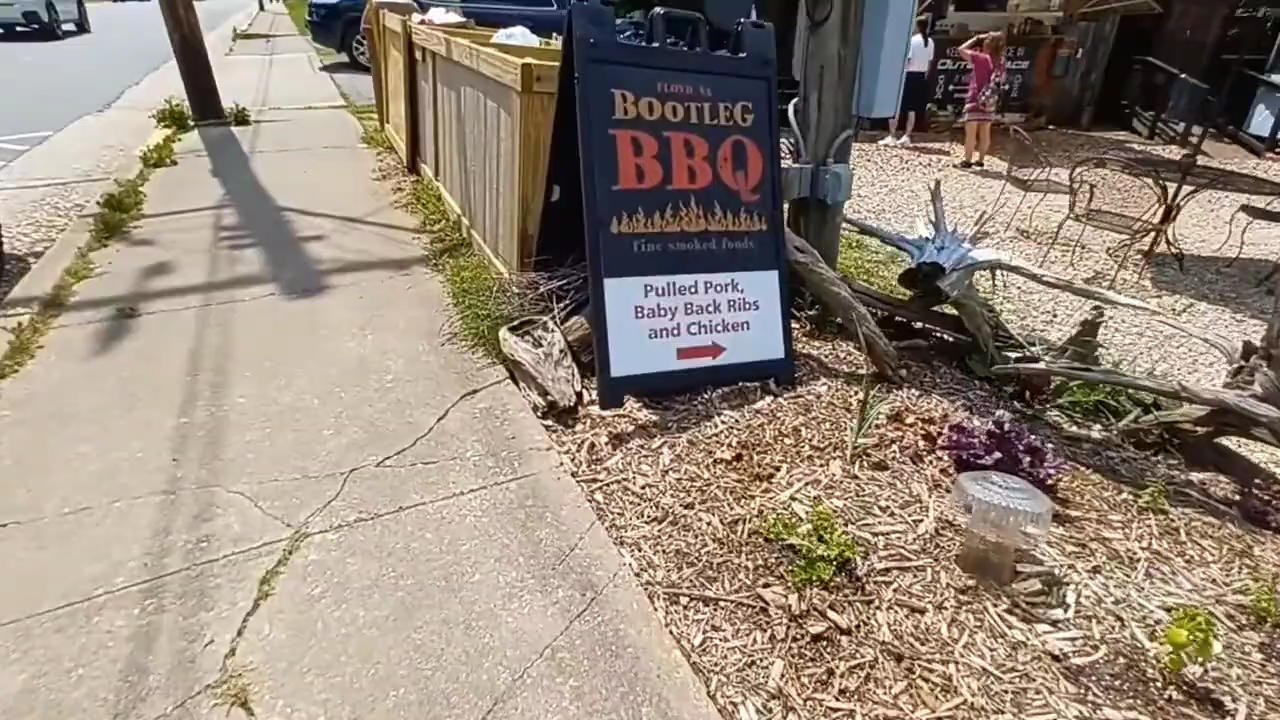 FLOYD VA
BOOTLEG
BBQ
fine smoked foods
Pulled Pork,
Baby Back Ribs
and Chicken